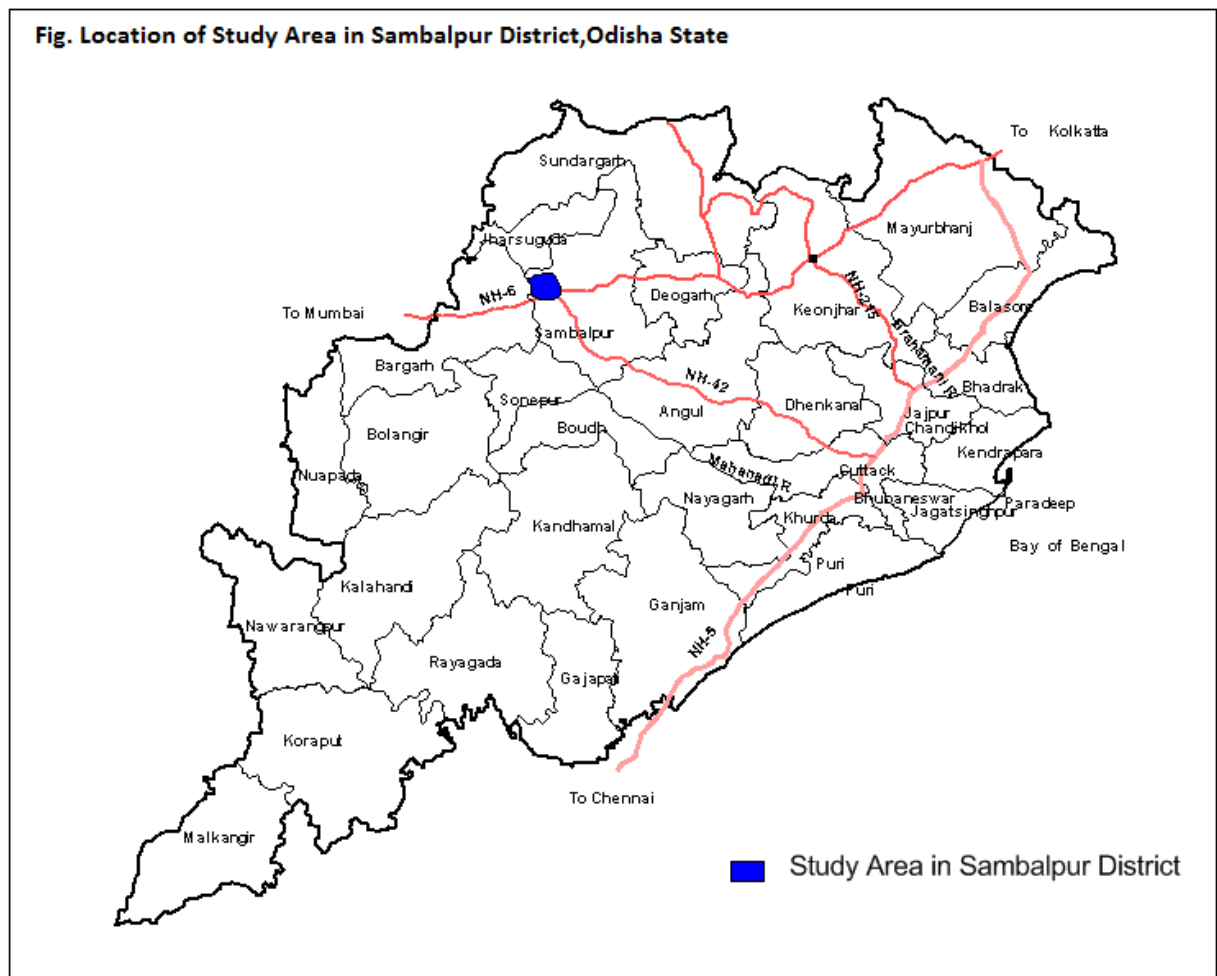 Fig. Location of Study Area in Sambalpur District,Odisha State
To Kolkatta
Sundargarh
Mayurbhanj
Jharsuguda
NH-6
Deogarh
NH-215
Balasore
To Mumbai
Keonjhar
Sambalpur
Brahamani R
Bargarh
NH-42
Bhadrak
Sonepur
Dhenkanal
Angul
Jajpur
Boudh
Chandikhol
Bolangir
Kendrapara
Mahanadi R
Cuttack
Nuapada
Nayagarh
Bhubaneswar
Paradeep
Jagatsinghpur
Kandhamal
Khurda
Bay of Bengal
Puri
Kalahandi
Puri
Ganjam
Nawarangpur
NH-5
Rayagada
Gajapati
Koraput
To Chennai
Malkangir
Study Area in Sambalpur District